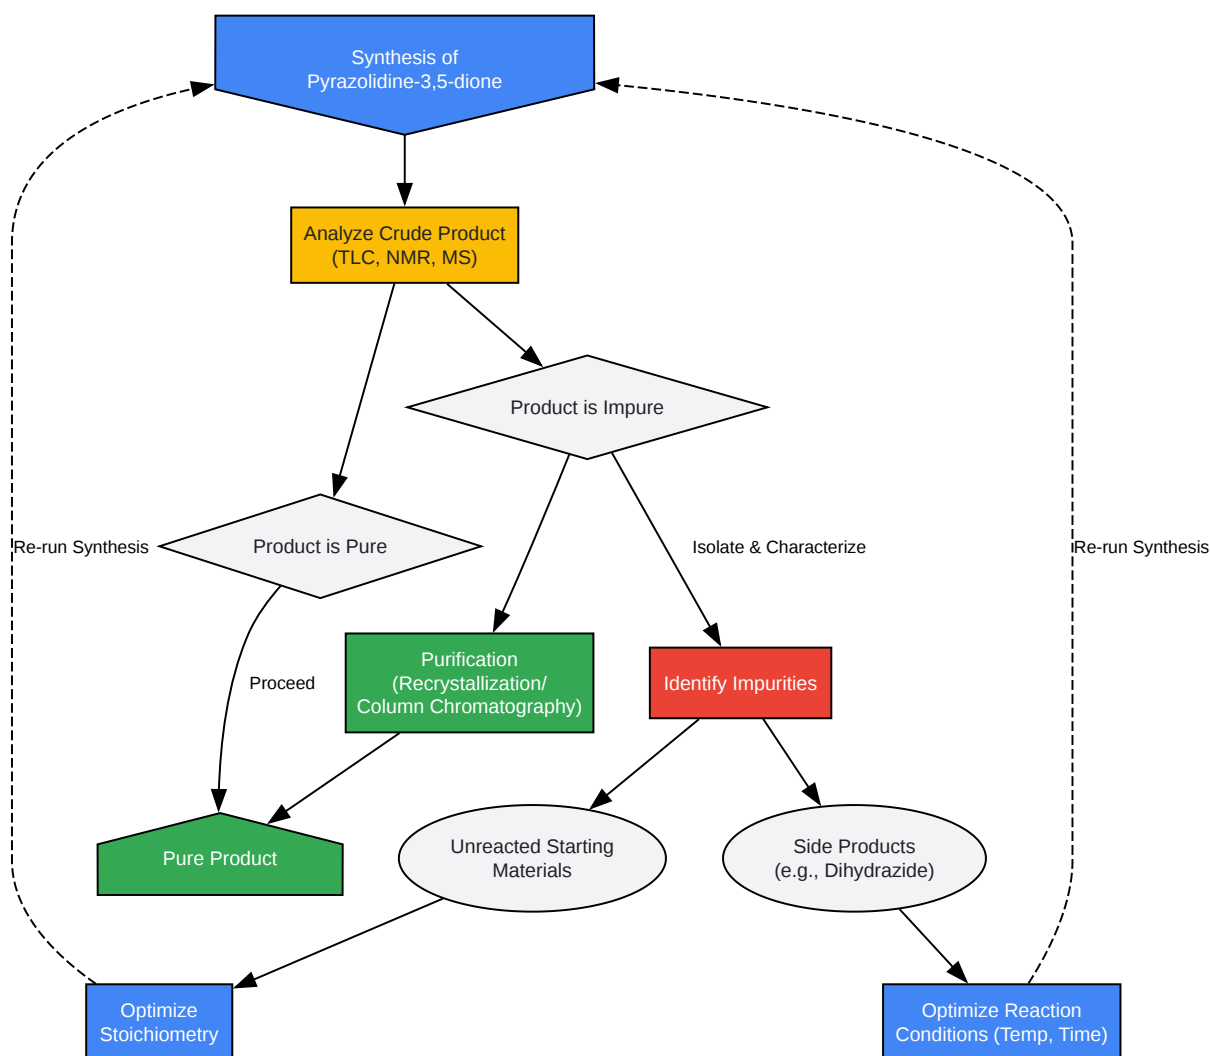 Synthesis of
Pyrazolidine-3,5-dione
Analyze Crude Product
(TLC, NMR, MS)
Product is Impure
Product is Pure
Re-run Synthesis
Isolate & Characterize
Re-run Synthesis
Purification
(Recrystallization/
Column Chromatography)
Identify Impurities
Proceed
Pure Product
Unreacted Starting
Materials
Side Products
(e.g., Dihydrazide)
Optimize
Stoichiometry
Optimize Reaction
Conditions (Temp, Time)